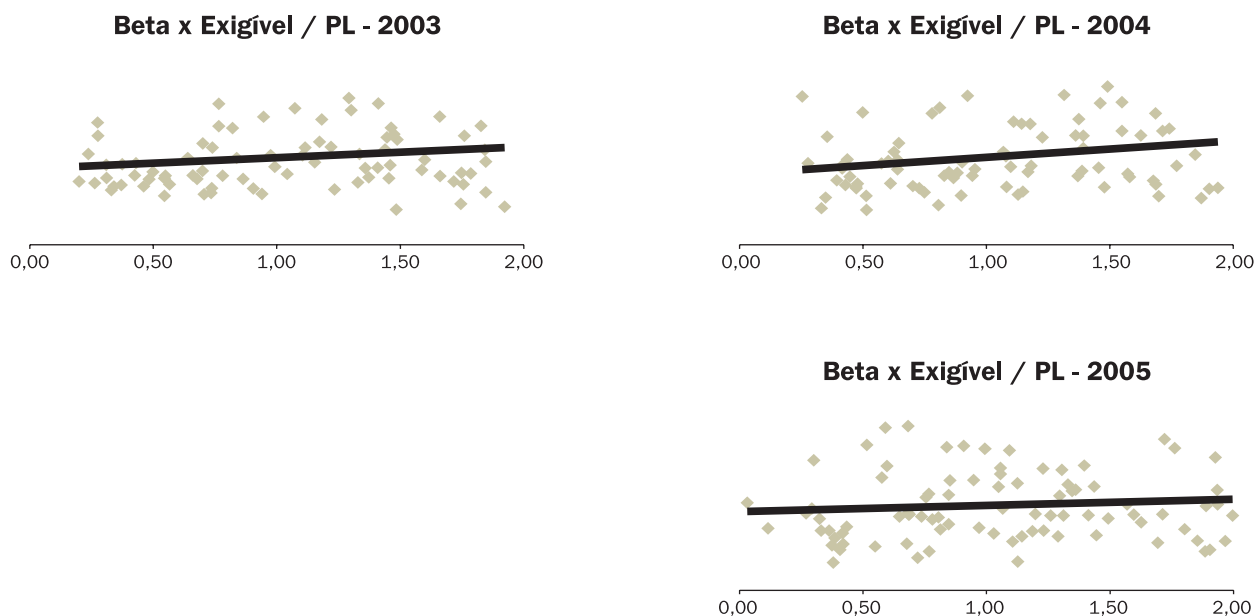 Beta x Exigível / PL - 2003
0,00 0,50 1,00 1,50 2,00
Beta x Exigível / PL - 2004
0,00 0,50 1,00 1,50 2,00
Beta x Exigível / PL - 2005
0,00 0,50 1,00 1,50 2,00